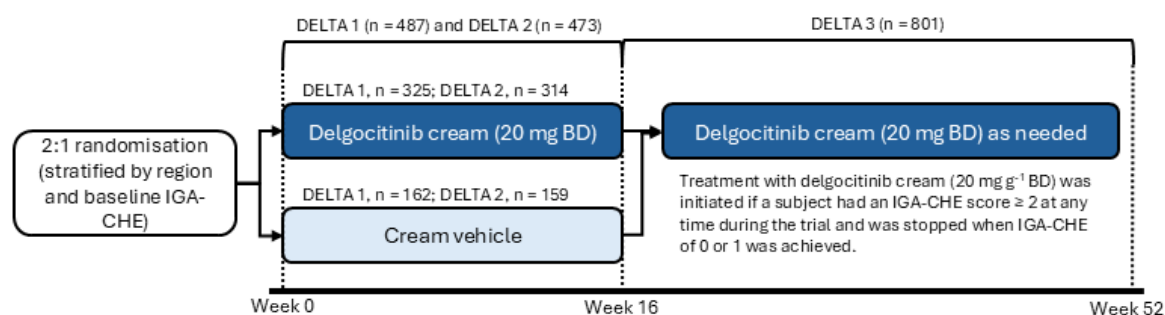 DELTA 1 (n = 487) and DELTA 2 (n = 473)
DELTA 3 (n = 801)
DELTA 1, n = 325; DELTA 2, n = 314
Delgocitinib cream (20 mg BD)
Delgocitinib cream (20 mg BD) as needed
2:1 randomisation
(stratified by region
and baseline IGA-
CHE)
DELTA 1, n = 162; DELTA 2, n = 159
Cream vehicle
Treatment with delgocitinib cream (20 mg g⁻¹ BD) was
initiated if a subject had an IGA-CHE score ≥ 2 at any
time during the trial and was stopped when IGA-CHE
of 0 or 1 was achieved.
Week 0
Week 16
Week 52